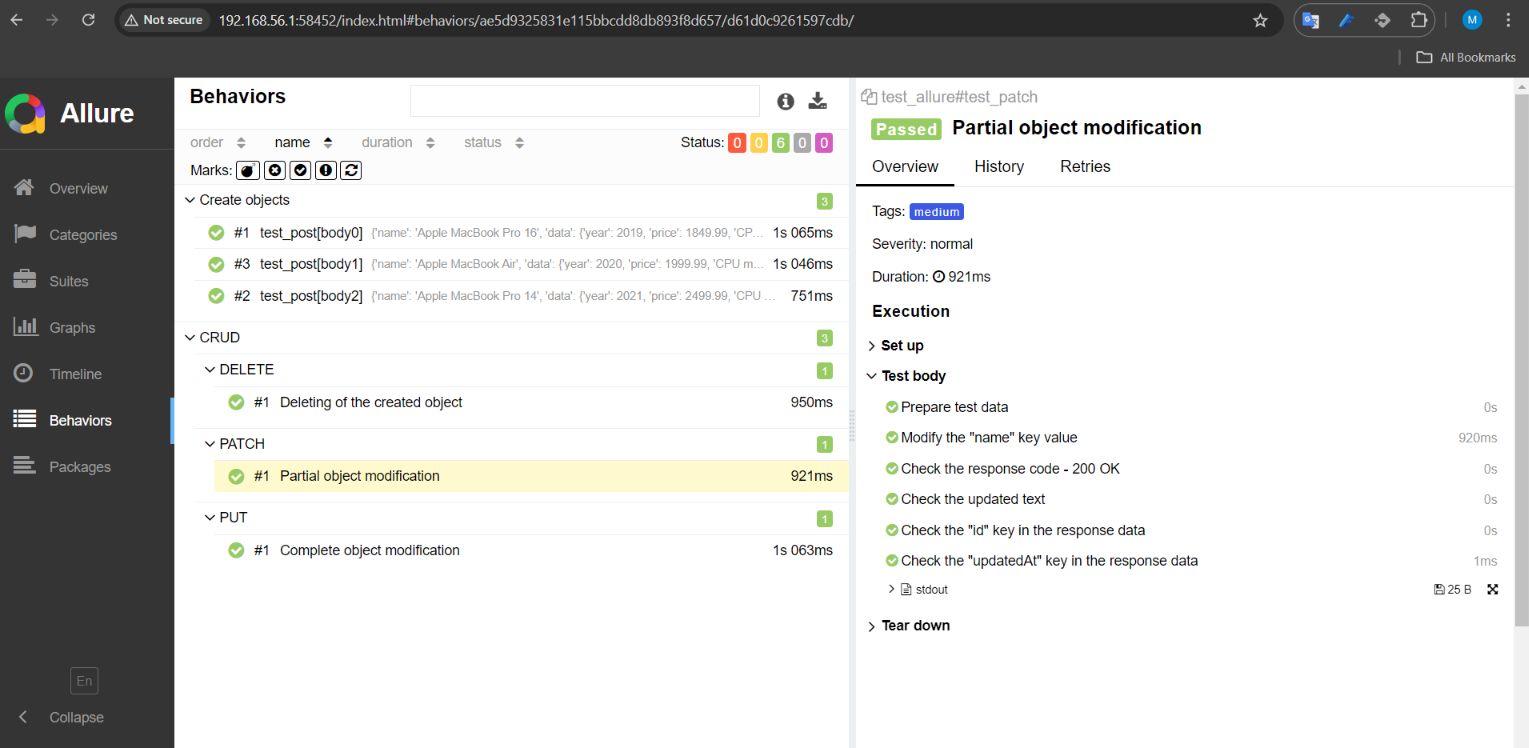 Not secure 192.168.56.1:58452/index.html#behaviors/ae5d9325831e115bbcdd8db893f8d657/d61d0c9261597cdb/ M
All Bookmarks
Allure
Overview
Categories
Suites
Graphs
Timeline
Behaviors
Packages
En
Collapse
Behaviors
order name duration status Status: 0 0 6 0 0
Marks:
Create objects 3
#1 test_post[body0] {'name': 'Apple MacBook Pro 16', 'data': {'year': 2019, 'price': 1849.99, 'CP... 1s 065ms
#3 test_post[body1] {'name': 'Apple MacBook Air', 'data': {'year': 2020, 'price': 1999.99, 'CPU m... 1s 046ms
#2 test_post[body2] {'name': 'Apple MacBook Pro 14', 'data': {'year': 2021, 'price': 2499.99, 'CPU ... 751ms
CRUD 3
DELETE 1
#1 Deleting of the created object 950ms
PATCH 1
#1 Partial object modification 921ms
PUT 1
#1 Complete object modification 1s 063ms
test_allure#test_patch
Passed Partial object modification
Overview History Retries
Tags: medium
Severity: normal
Duration: 921ms
Execution
Set up
Test body
Prepare test data 0s
Modify the "name" key value 920ms
Check the response code - 200 OK 0s
Check the updated text 0s
Check the "id" key in the response data 0s
Check the "updatedAt" key in the response data 1ms
stdout 25 B
Tear down